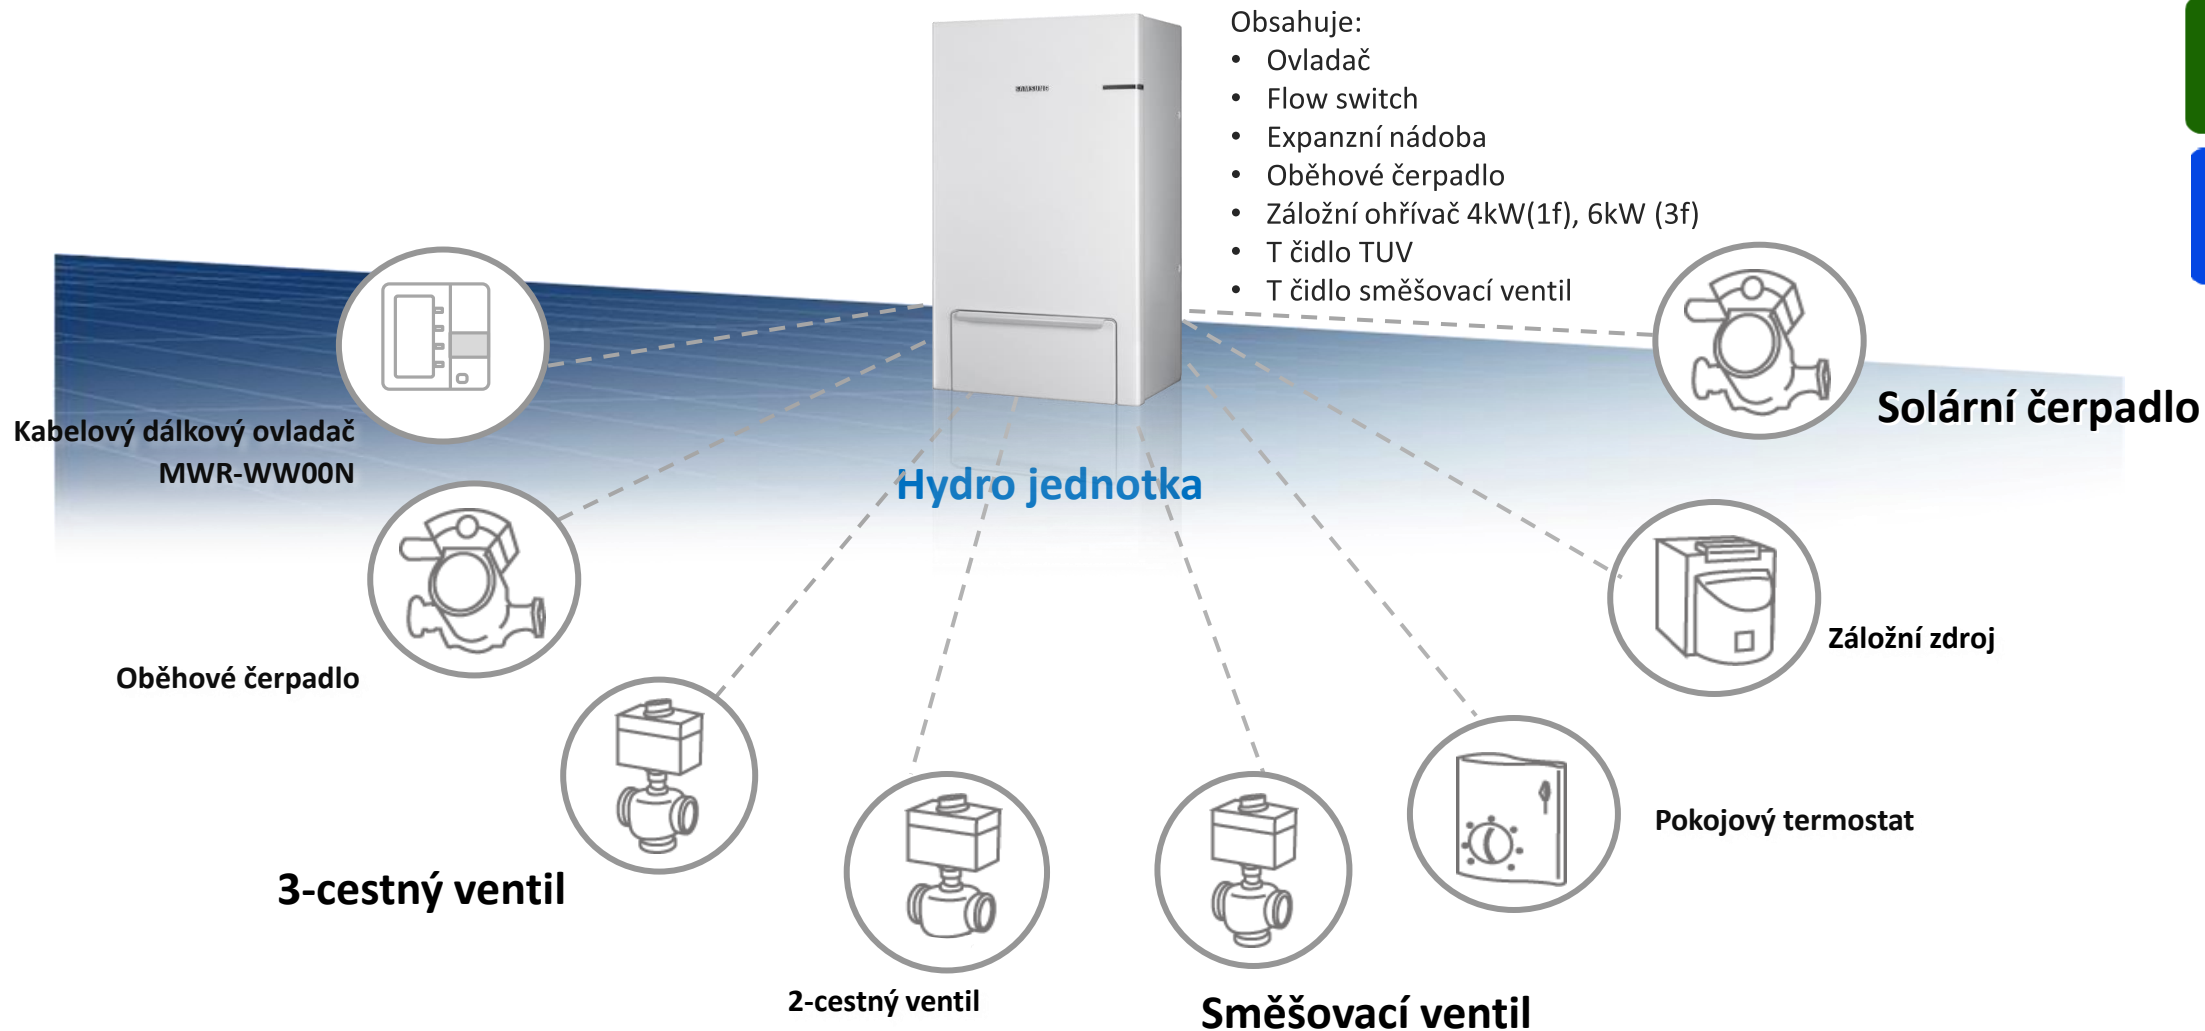 Obsahuje:
• Ovladač
• Flow switch
• Expanzní nádoba
• Oběhové čerpadlo
• Záložní ohřívač 4kW(1f), 6kW (3f)
• T čidlo TUV
• T čidlo směšovací ventil
SAMSUNG
Solární čerpadlo
Kabelový dálkový ovladač
MWR-WW00N
Hydro jednotka
Záložní zdroj
Oběhové čerpadlo
Pokojový termostat
3-cestný ventil
2-cestný ventil
Směšovací ventil